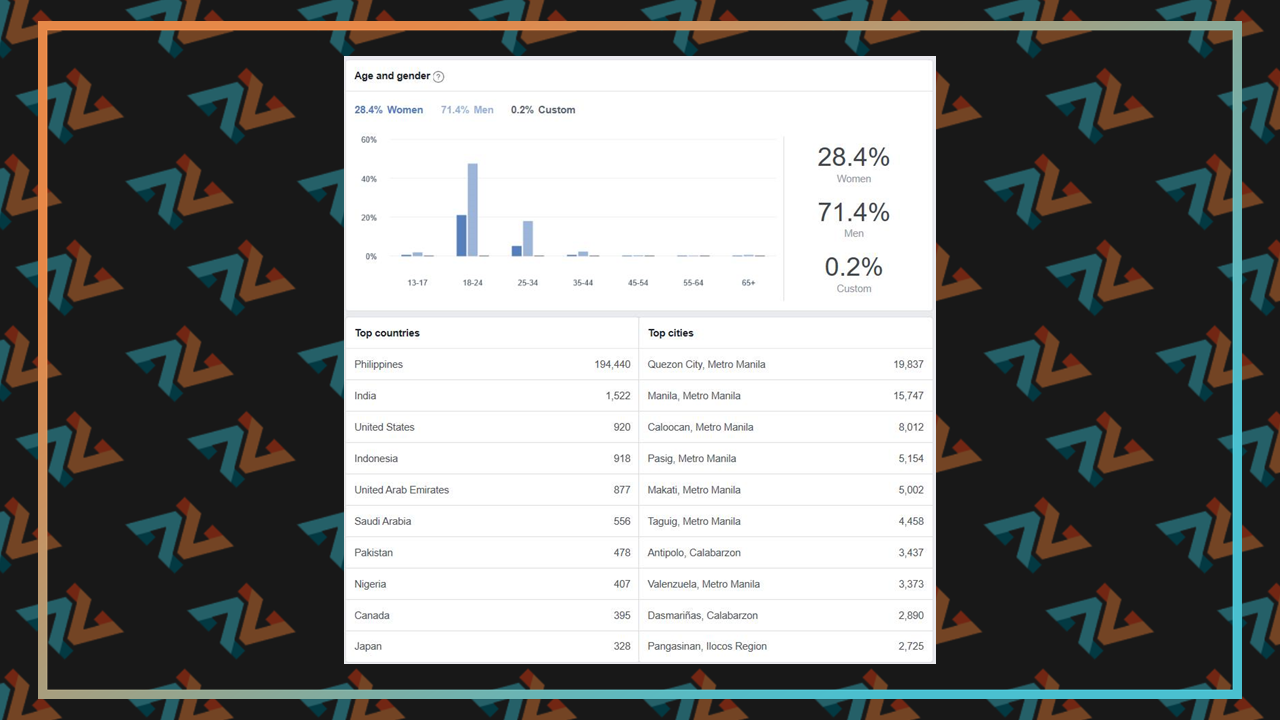 Age and gender ?
28.4% Women 71.4% Men 0.2% Custom
60%
40%
20%
0%
13-17 18-24 25-34 35-44 45-54 55-64 65+
28.4%
Women
71.4%
Men
0.2%
Custom
Top countries
Philippines 194,440
India 1,522
United States 920
Indonesia 918
United Arab Emirates 877
Saudi Arabia 556
Pakistan 478
Nigeria 407
Canada 395
Japan 328
Top cities
Quezon City, Metro Manila 19,837
Manila, Metro Manila 15,747
Caloocan, Metro Manila 8,012
Pasig, Metro Manila 5,154
Makati, Metro Manila 5,002
Taguig, Metro Manila 4,458
Antipolo, Calabarzon 3,437
Valenzuela, Metro Manila 3,373
Dasmariñas, Calabarzon 2,890
Pangasinan, Ilocos Region 2,725